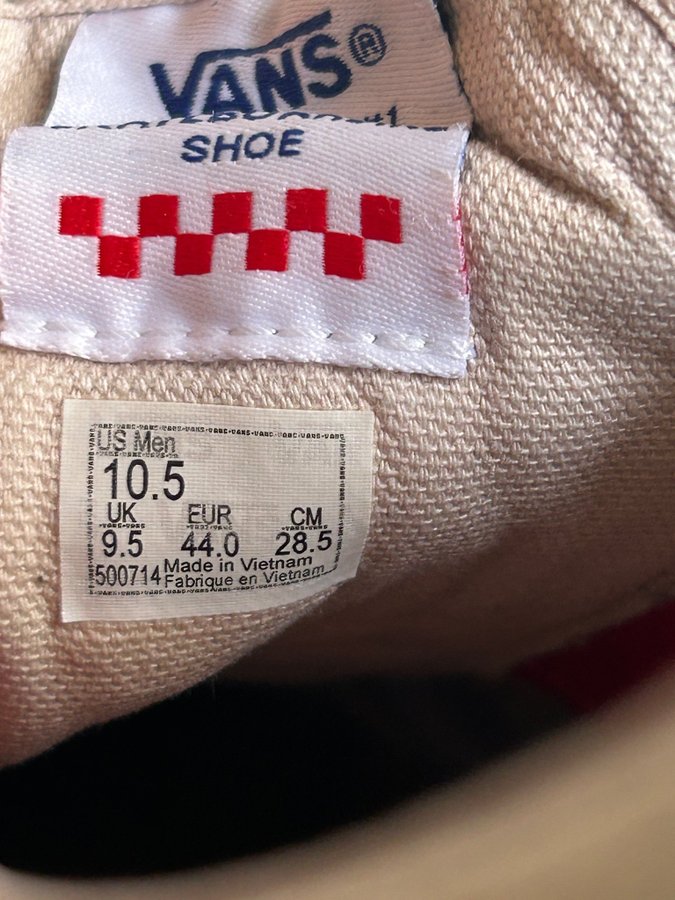 VANS®
SHOE
US Men
10.5
UK EUR CM
9.5 44.0 28.5
500714 Made in Vietnam
Fabrique en Vietnam